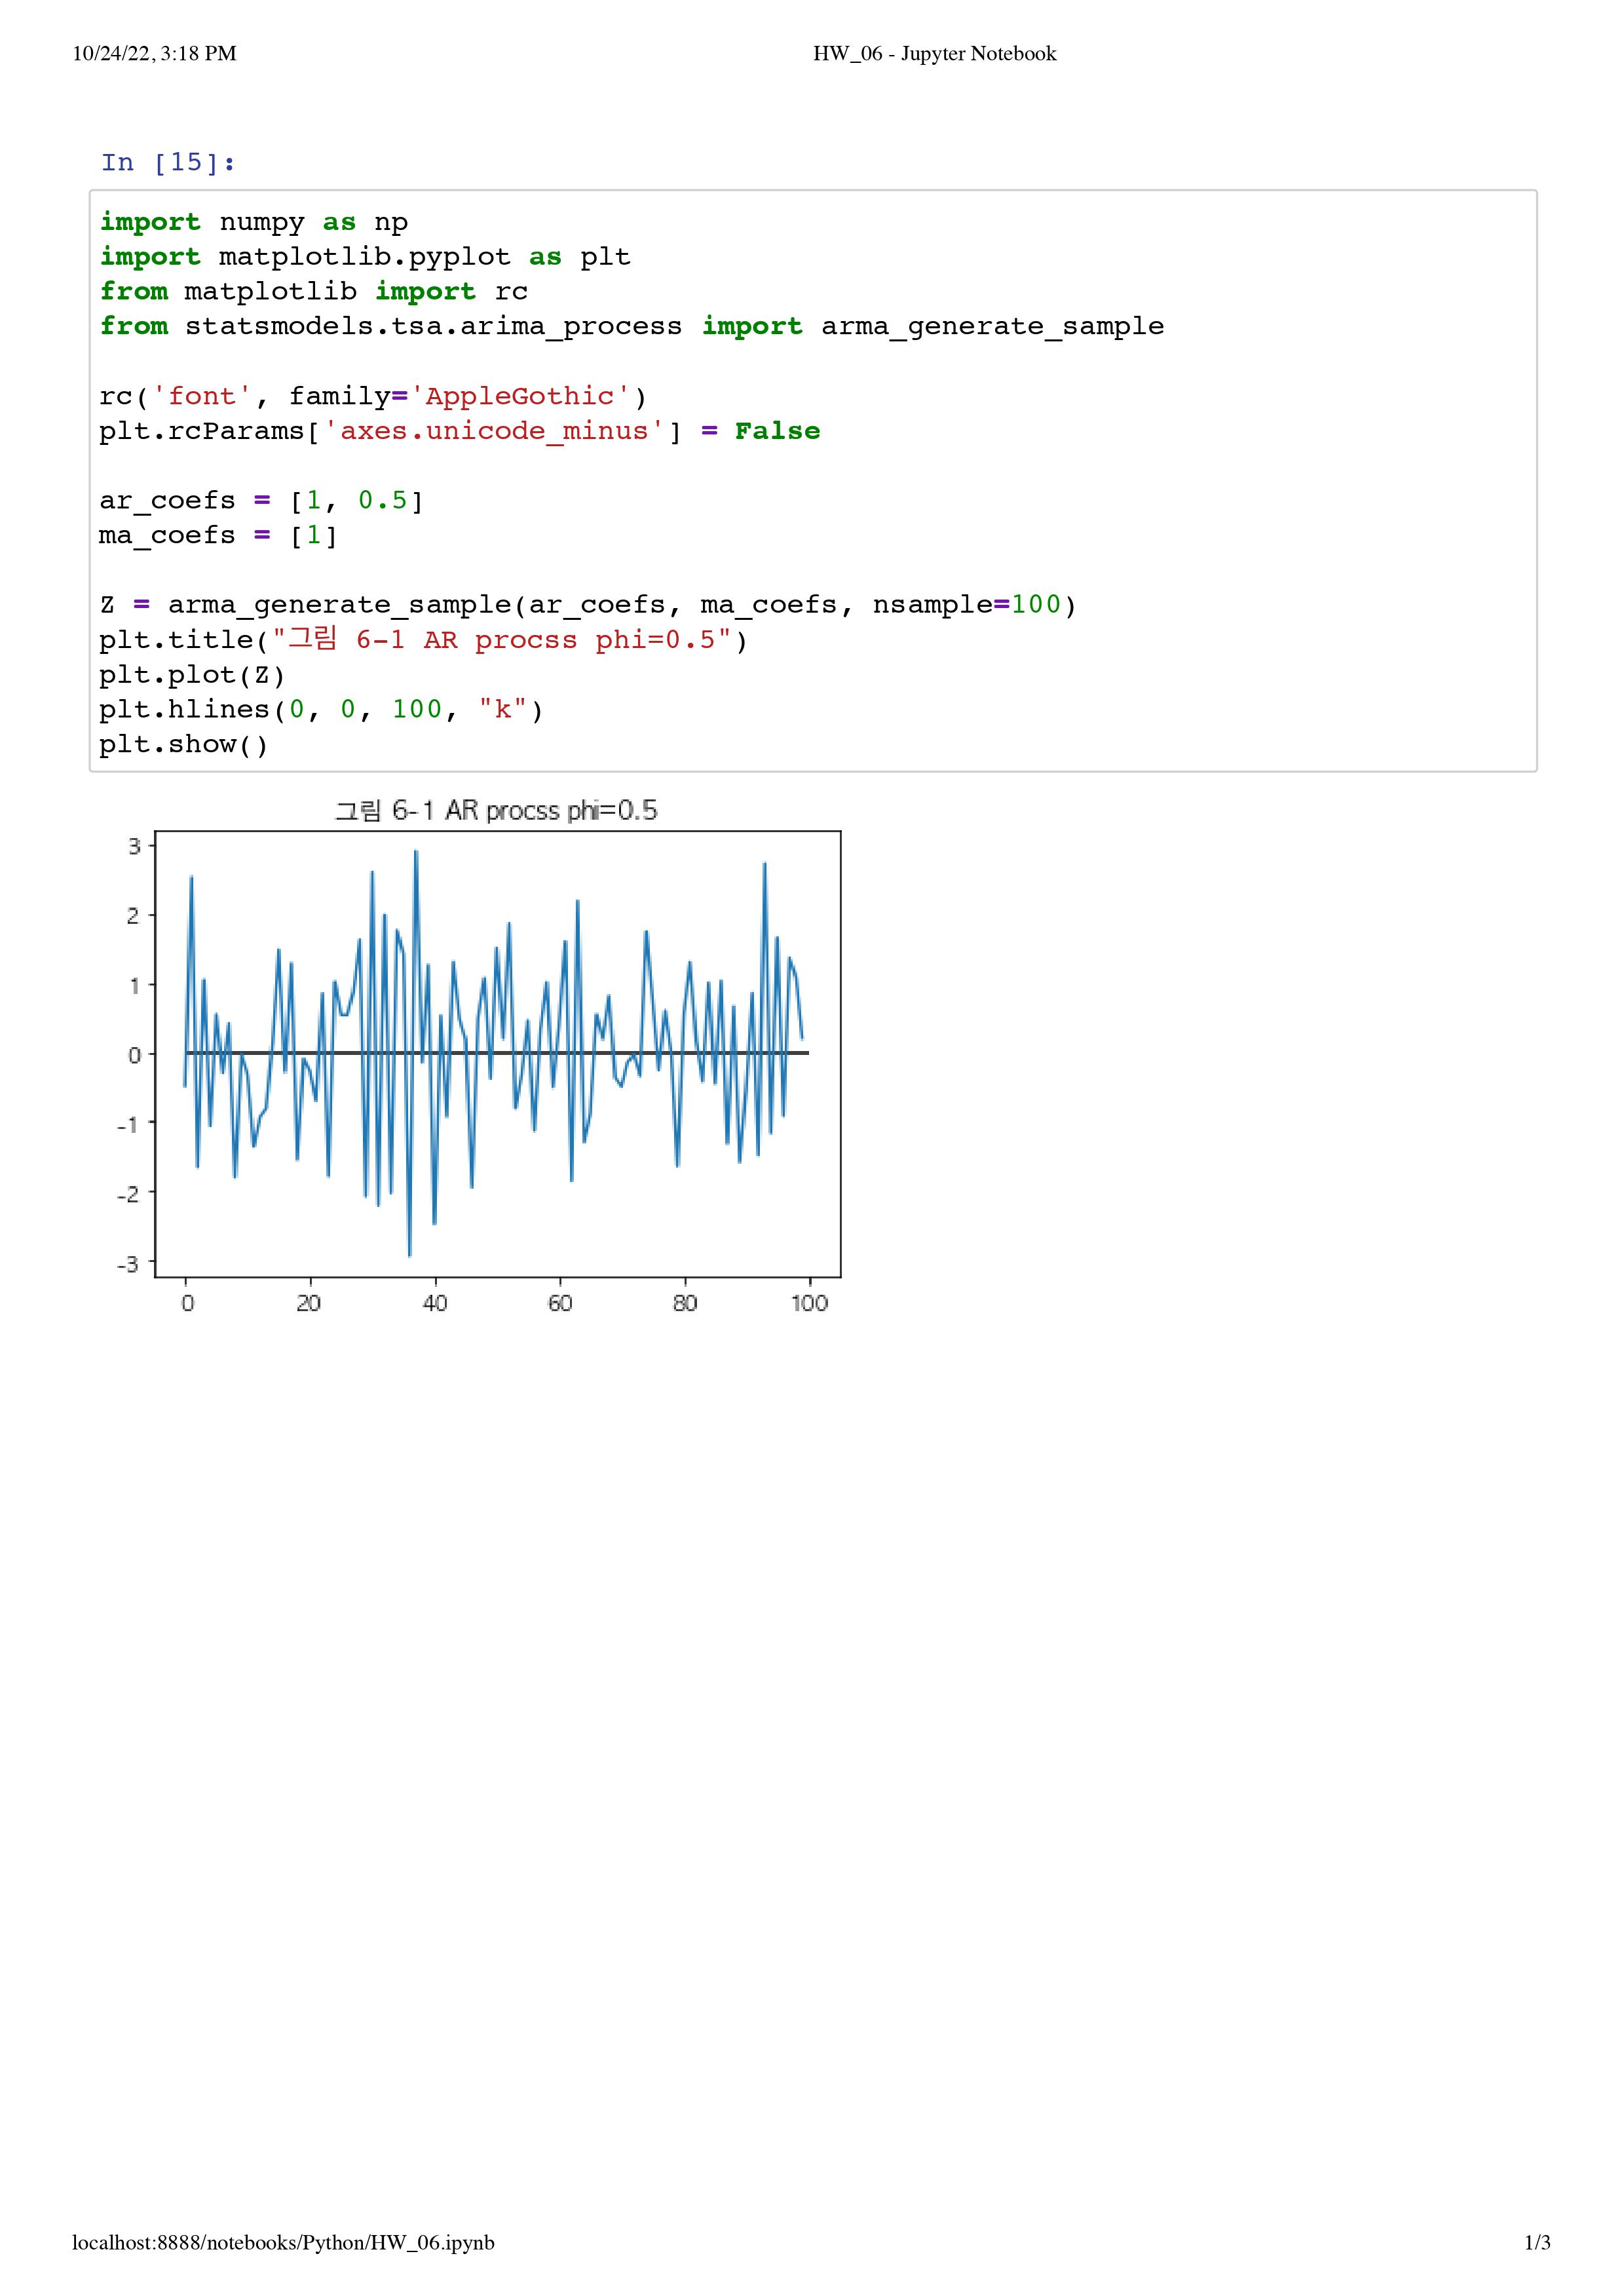 10/24/22, 3:18 PM HW_06 - Jupyter Notebook
In [15]:
import numpy as np
import matplotlib.pyplot as plt
from matplotlib import rc
from statsmodels.tsa.arima_process import arma_generate_sample
rc('font', family='AppleGothic')
plt.rcParams['axes.unicode_minus'] = False
ar_coefs = [1, 0.5]
ma_coefs = [1]
Z = arma_generate_sample(ar_coefs, ma_coefs, nsample=100)
plt.title("그림 6-1 AR procss phi=0.5")
plt.plot(Z)
plt.hlines(0, 0, 100, "k")
plt.show()
그림 6-1 AR procss phi=0.5
3
2
1
0
-1
-2
-3
0 20 40 60 80 100
localhost:8888/notebooks/Python/HW_06.ipynb 1/3